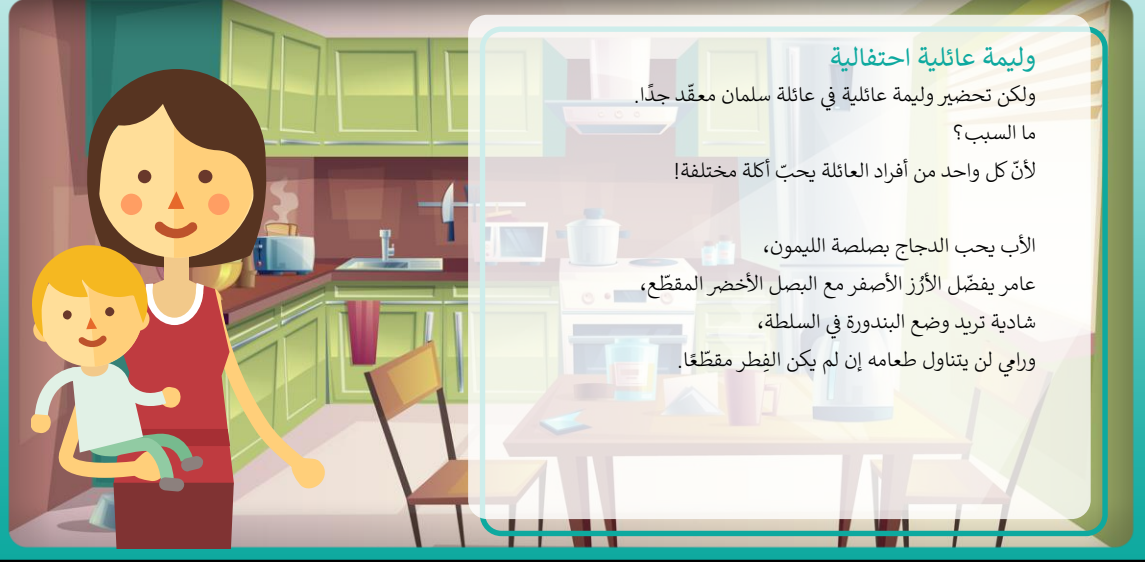 وليمة عائلية احتفالية
ولكن تحضير وليمة عائلية في عائلة سلمان معقّد جدًا.
ما السبب؟
لأنّ كل واحد من أفراد العائلة يحبّ أكلة مختلفة!
الأب يحب الدجاج بصلصة الليمون،
عامر يفضّل الأرُز الأصفر مع البصل الأخضر المقطّع،
شادية تريد وضع البندورة في السلطة،
ورامي لن يتناول طعامه إن لم يكن الفِطر مقطّعًا.